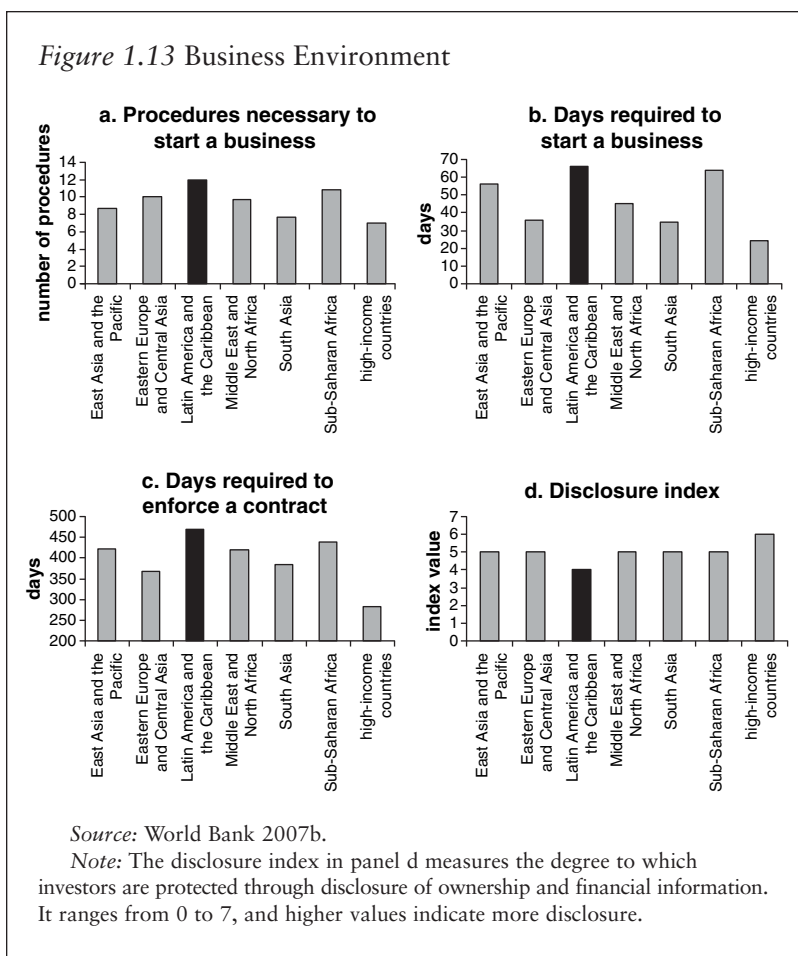 Figure 1.13 Business Environment
a. Procedures necessary to
start a business
number of procedures
14
12
10
8
6
4
2
0
East Asia and the
Pacific
Eastern Europe
and Central Asia
Latin America and
the Caribbean
Middle East and
North Africa
South Asia
Sub-Saharan Africa
high-income
countries
b. Days required to
start a business
days
70
60
50
40
30
20
10
0
East Asia and the
Pacific
Eastern Europe
and Central Asia
Latin America and
the Caribbean
Middle East and
North Africa
South Asia
Sub-Saharan Africa
high-income
countries
c. Days required to
enforce a contract
days
500
450
400
350
300
250
200
East Asia and the
Pacific
Eastern Europe
and Central Asia
Latin America and
the Caribbean
Middle East and
North Africa
South Asia
Sub-Saharan Africa
high-income
countries
d. Disclosure index
index value
7
6
5
4
3
2
1
0
East Asia and the
Pacific
Eastern Europe
and Central Asia
Latin America and
the Caribbean
Middle East and
North Africa
South Asia
Sub-Saharan Africa
high-income
countries
Source: World Bank 2007b.
Note: The disclosure index in panel d measures the degree to which
investors are protected through disclosure of ownership and financial information.
It ranges from 0 to 7, and higher values indicate more disclosure.